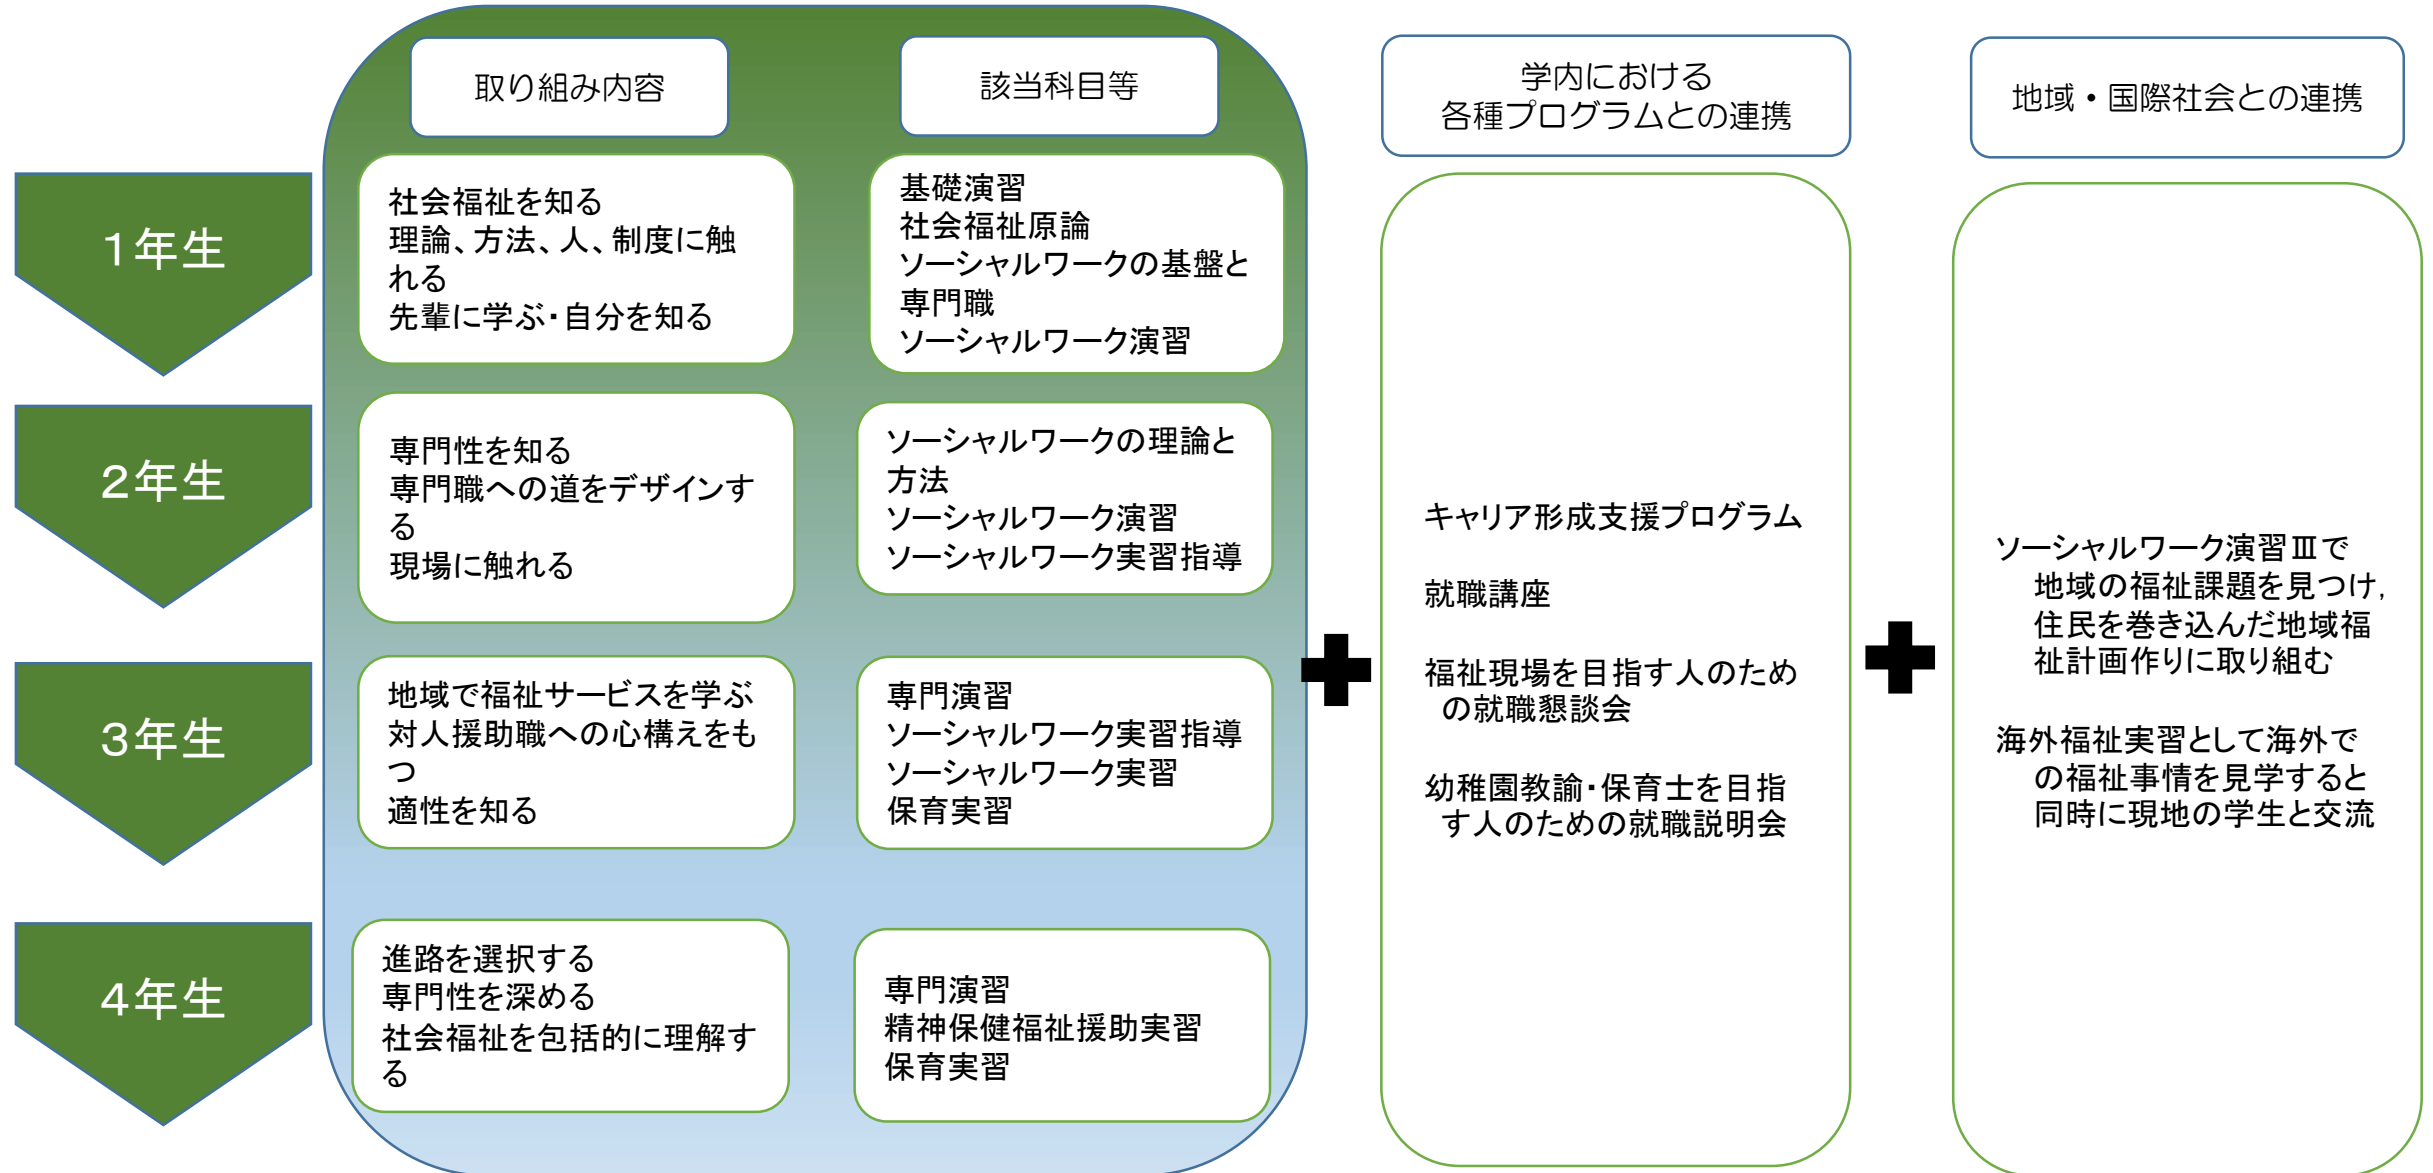 取り組み内容
該当科目等
学内における
各種プログラムとの連携
地域・国際社会との連携
１年生
社会福祉を知る
理論、方法、人、制度に触
れる
先輩に学ぶ・自分を知る
基礎演習
社会福祉原論
ソーシャルワークの基盤と
専門職
ソーシャルワーク演習
２年生
専門性を知る
専門職への道をデザインす
る
現場に触れる
ソーシャルワークの理論と
方法
ソーシャルワーク演習
ソーシャルワーク実習指導
３年生
地域で福祉サービスを学ぶ
対人援助職への心構えをも
つ
適性を知る
専門演習
ソーシャルワーク実習指導
ソーシャルワーク実習
保育実習
４年生
進路を選択する
専門性を深める
社会福祉を包括的に理解す
る
専門演習
精神保健福祉援助実習
保育実習
キャリア形成支援プログラム
就職講座
福祉現場を目指す人のため
の就職懇談会
幼稚園教諭・保育士を目指
す人のための就職説明会
ソーシャルワーク演習Ⅲで
地域の福祉課題を見つけ,
住民を巻き込んだ地域福
祉計画作りに取り組む
海外福祉実習として海外で
の福祉事情を見学すると
同時に現地の学生と交流